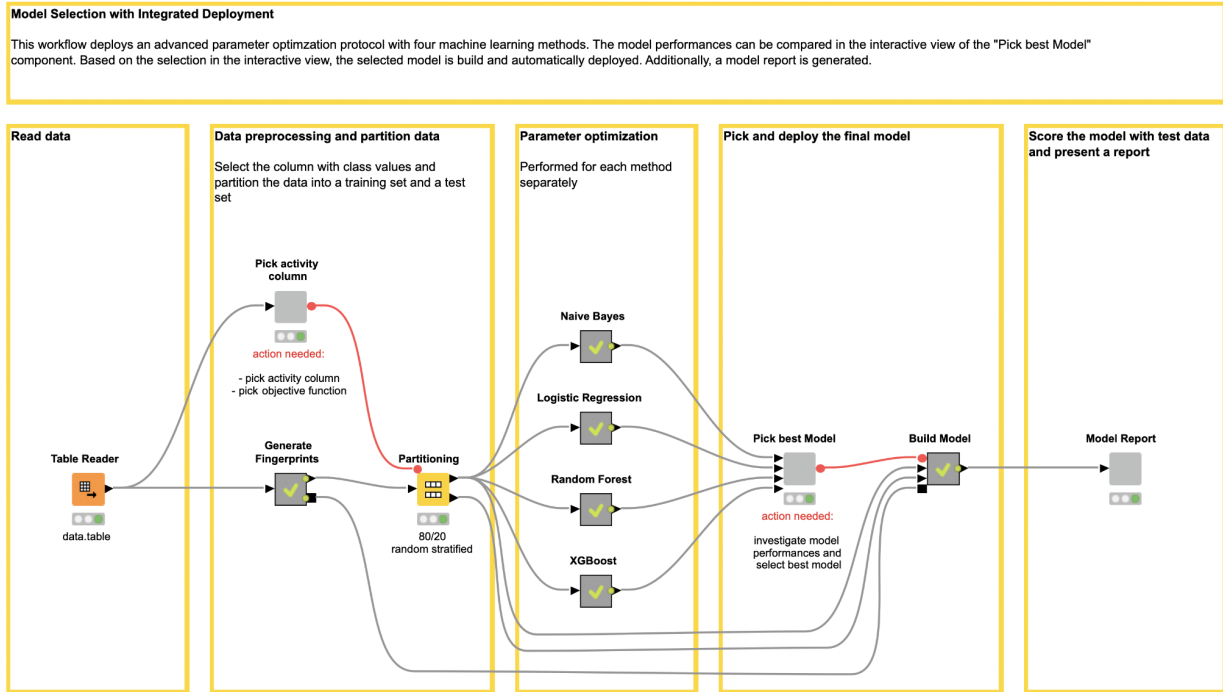 Model Selection with Integrated Deployment
This workflow deploys an advanced parameter optimzation protocol with four machine learning methods. The model performances can be compared in the interactive view of the "Pick best Model"
component. Based on the selection in the interactive view, the selected model is build and automatically deployed. Additionally, a model report is generated.
Read data
Data preprocessing and partition data
Select the column with class values and
partition the data into a training set and a test
set
Parameter optimization
Performed for each method
separately
Pick and deploy the final model
Score the model with test data
and present a report
Pick activity
column
action needed:
- pick activity column
- pick objective function
Table Reader
data.table
Generate
Fingerprints
Partitioning
80/20
random stratified
Naive Bayes
Logistic Regression
Random Forest
XGBoost
Pick best Model
action needed:
investigate model
performances and
select best model
Build Model
Model Report